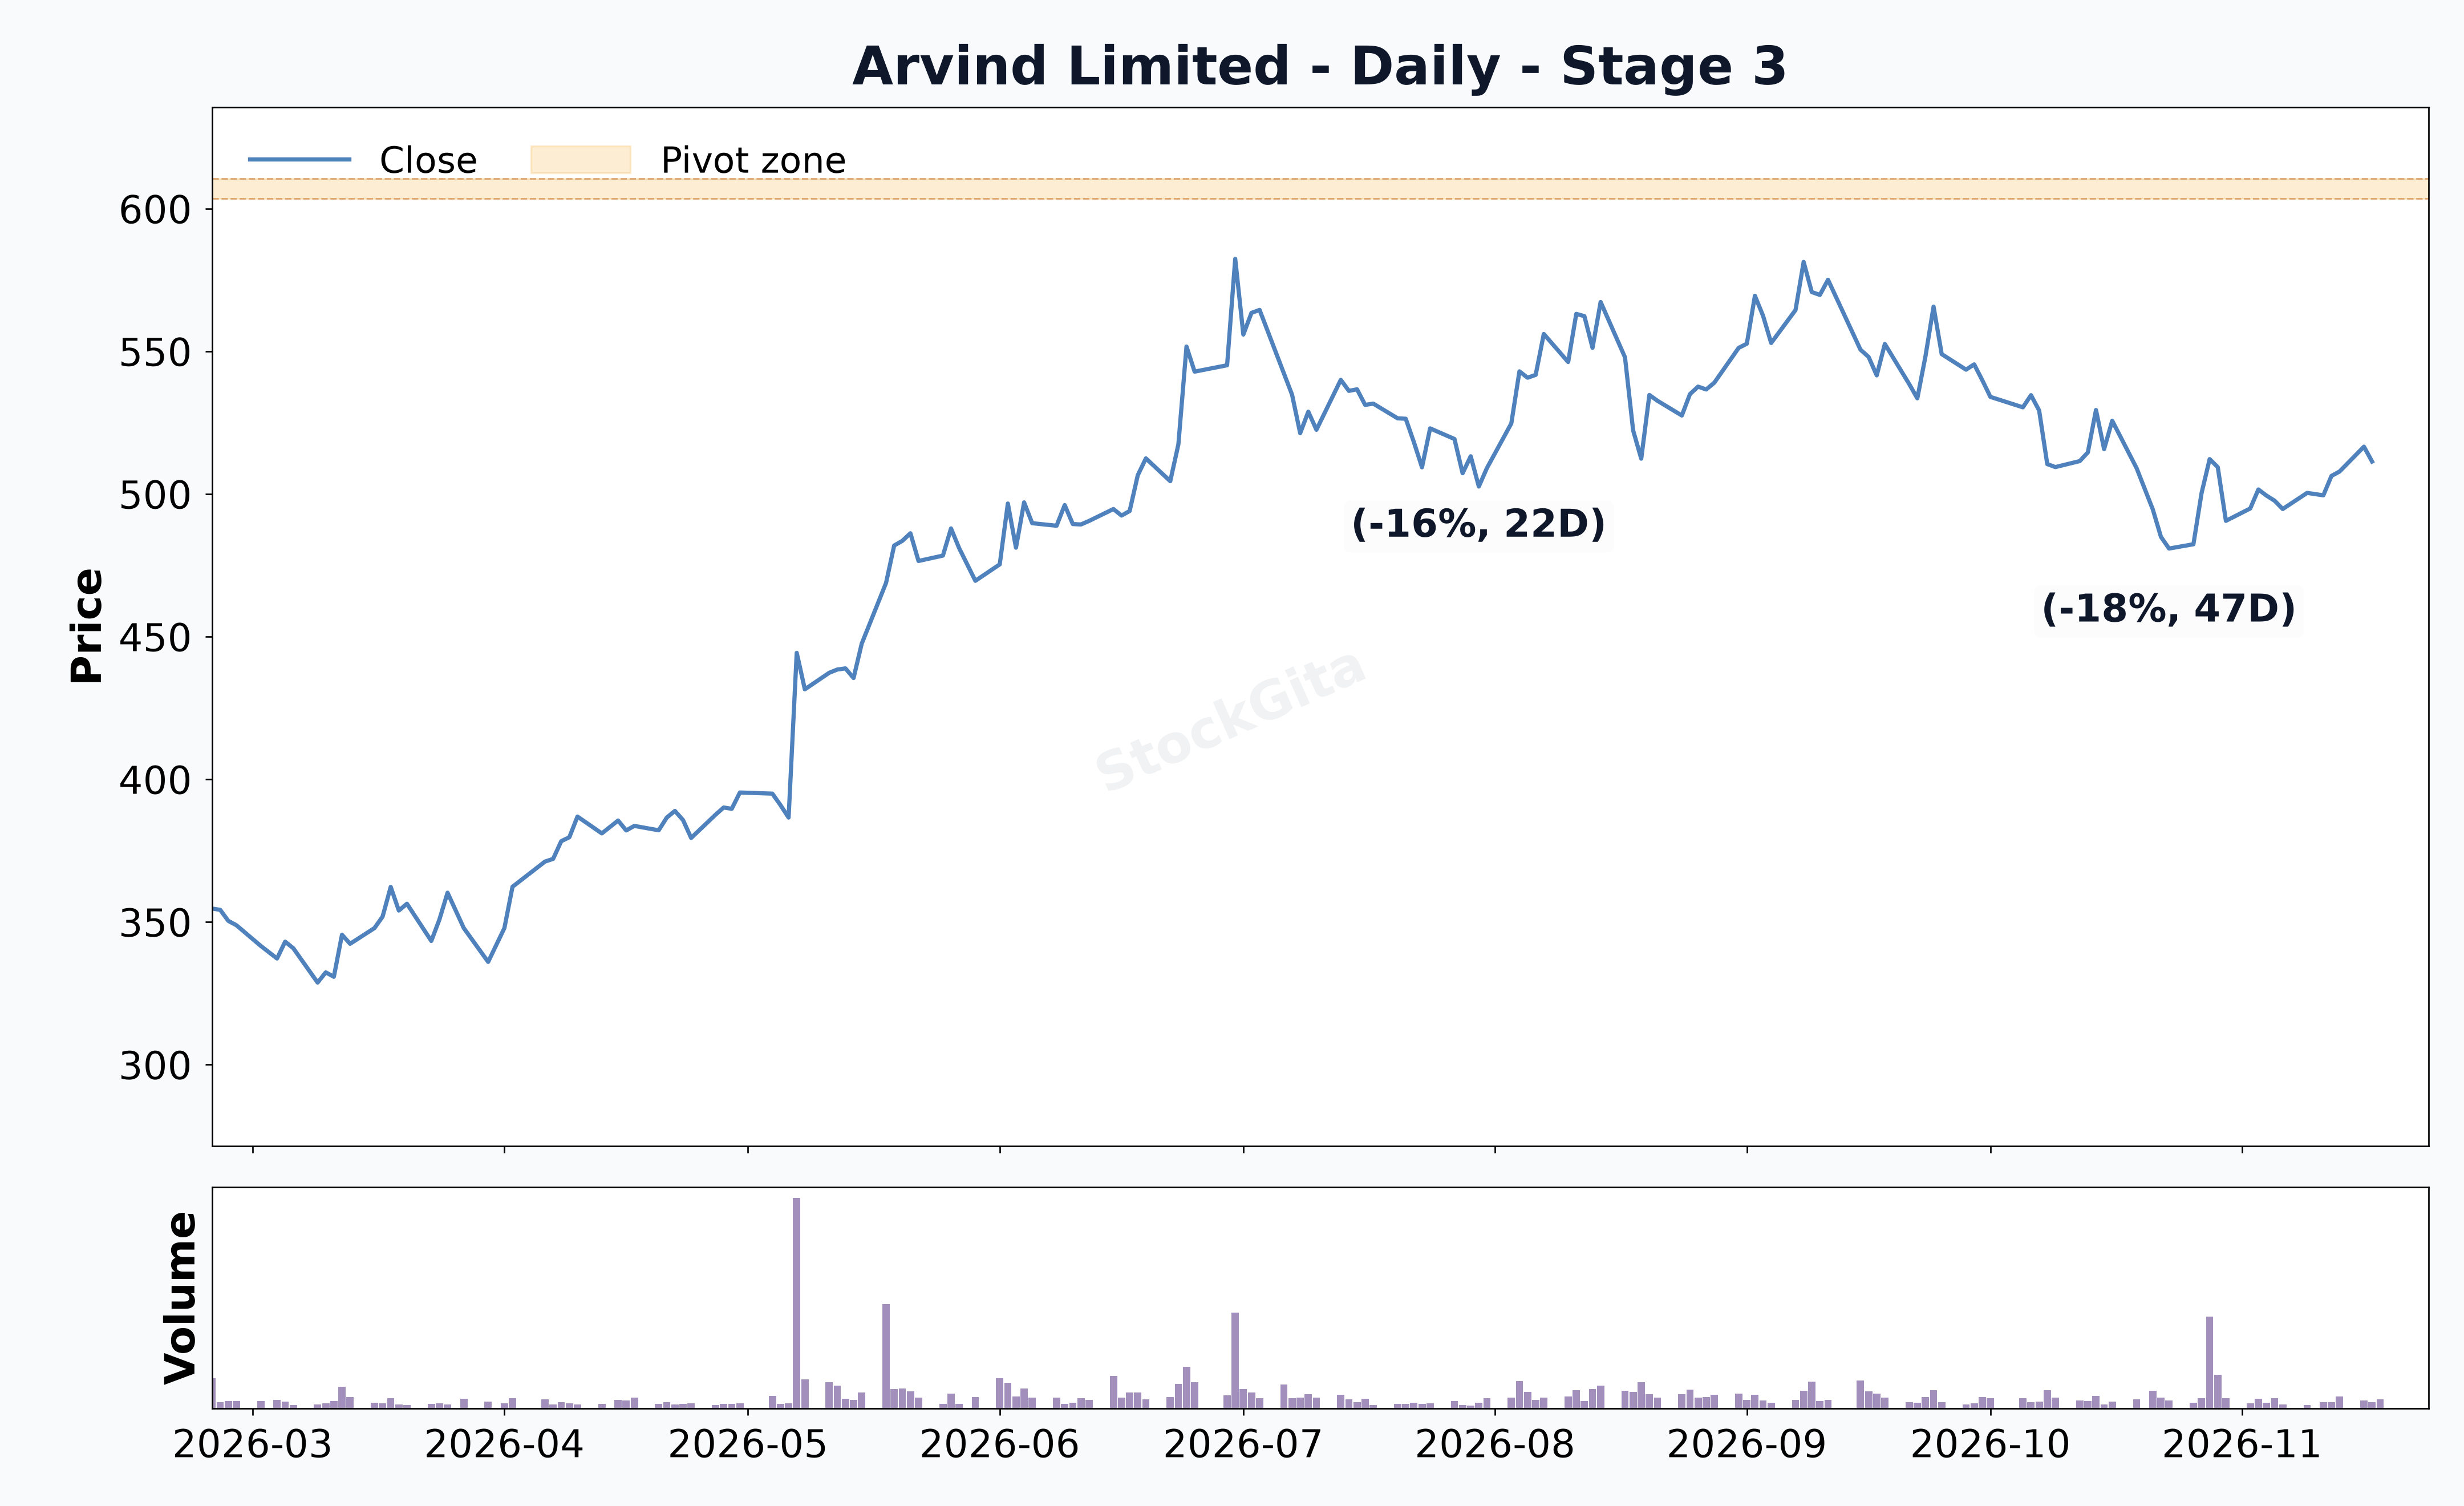 Arvind Limited - Daily - Stage 3
Close
Pivot zone
600
550
500
450
400
350
300
Price
(-16%, 22D)
(-18%, 47D)
StockGita
Volume
2026-03
2026-04
2026-05
2026-06
2026-07
2026-08
2026-09
2026-10
2026-11